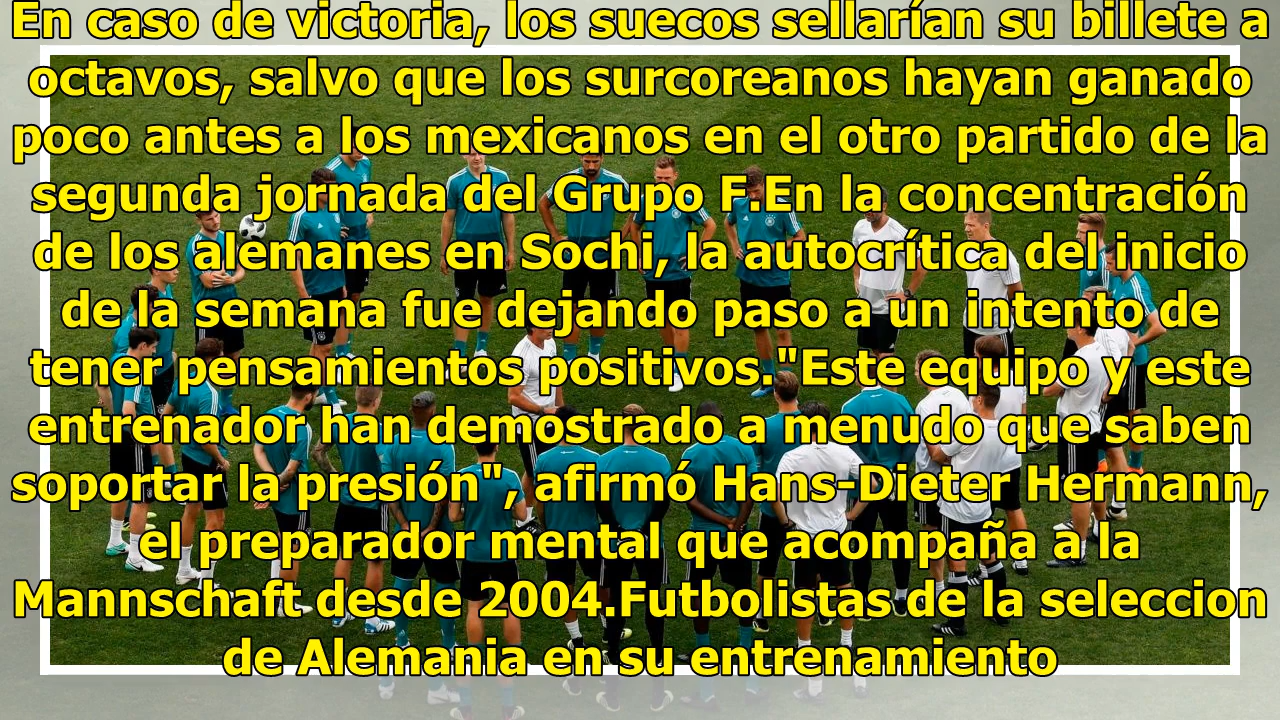 En caso de victoria, los suecos sellarían su billete a
octavos, salvo que los surcoreanos hayan ganado
poco antes a los mexicanos en el otro partido de la
segunda jornada del Grupo F.En la concentración
de los alemanes en Sochi, la autocrítica del inicio
de la semana fue dejando paso a un intento de
tener pensamientos positivos."Este equipo y este
entrenador han demostrado a menudo que saben
soportar la presión", afirmó Hans-Dieter Hermann,
el preparador mental que acompaña a la
Mannschaft desde 2004.Futbolistas de la seleccion
de Alemania en su entrenamiento